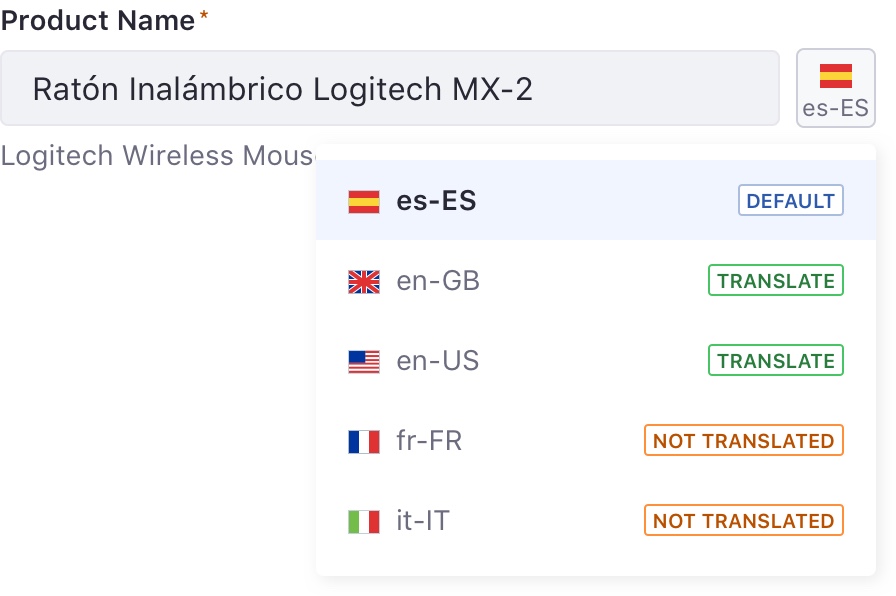 Product Name*
Ratón Inalámbrico Logitech MX-2
es-ES
Logitech Wireless
es-ES DEFAULT
en-GB TRANSLATE
en-US TRANSLATE
fr-FR NOT TRANSLATED
it-IT NOT TRANSLATED